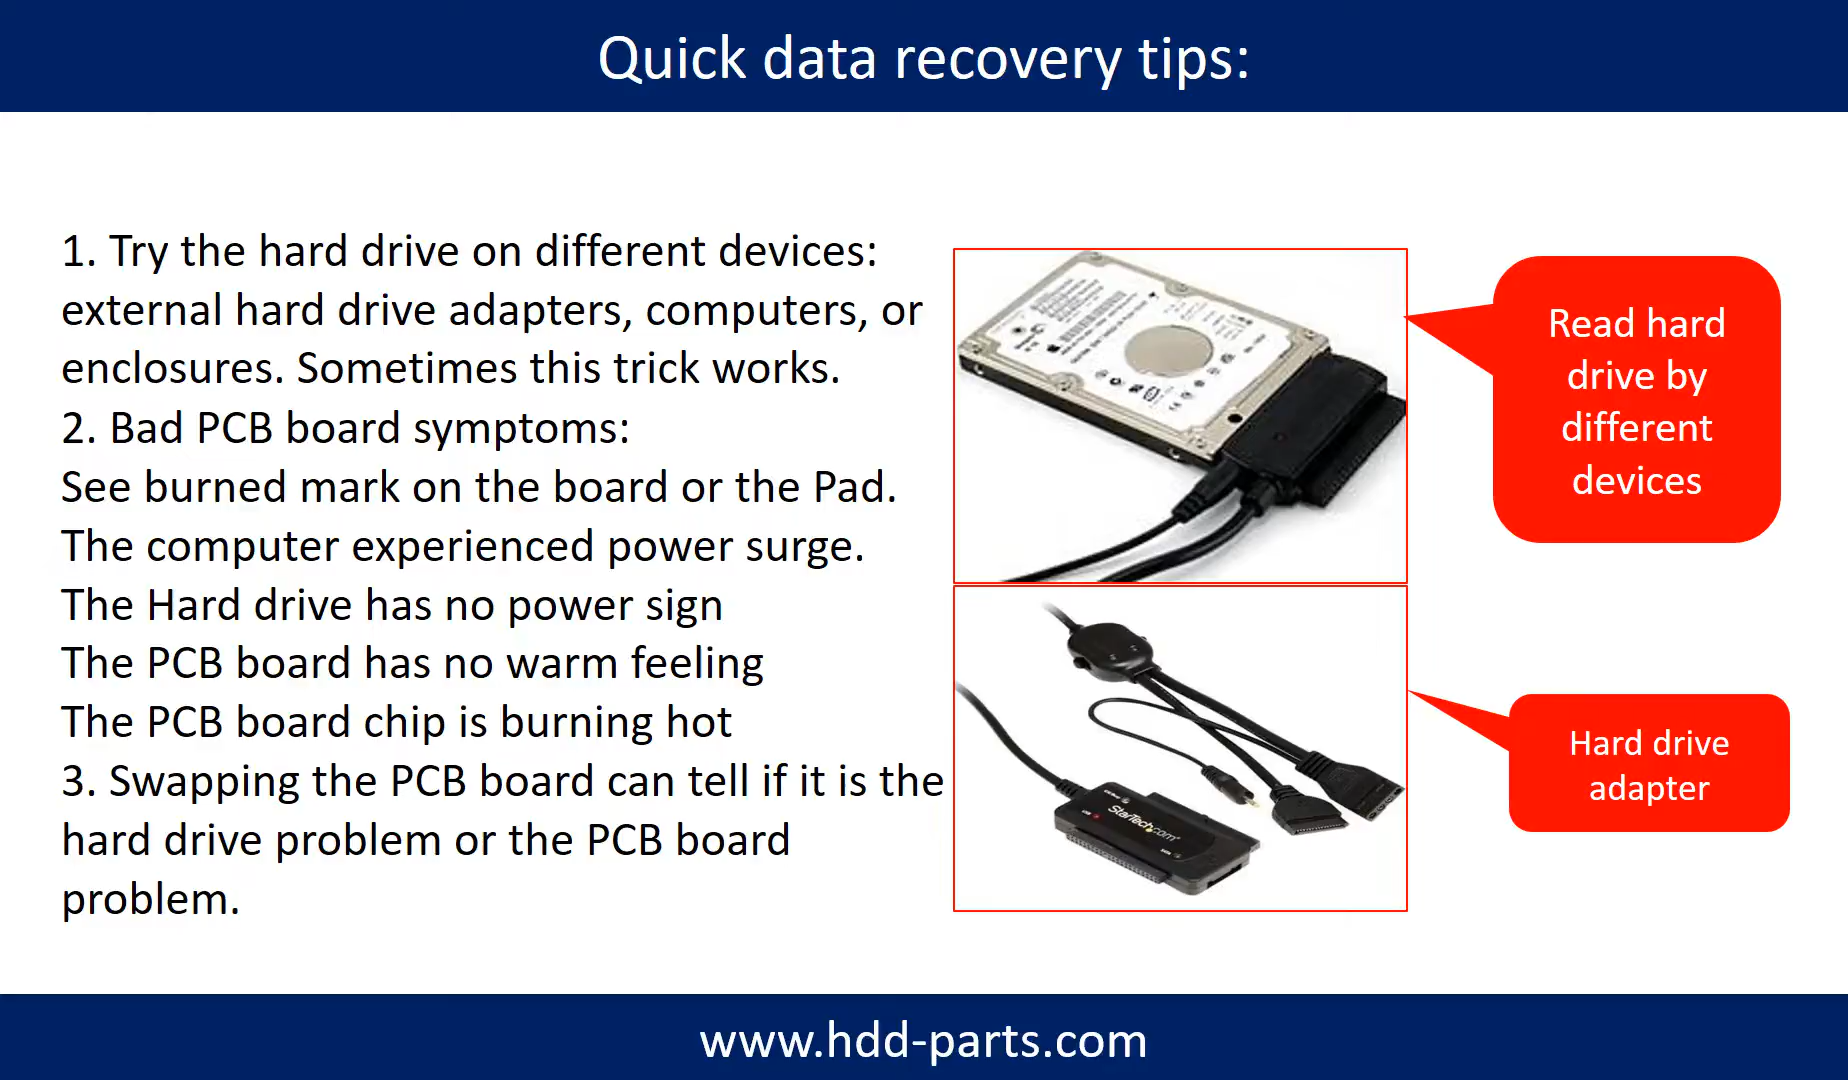 Quick data recovery tips:
1. Try the hard drive on different devices:
external hard drive adapters, computers, or
enclosures. Sometimes this trick works.
2. Bad PCB board symptoms:
See burned mark on the board or the Pad.
The computer experienced power surge.
The Hard drive has no power sign
The PCB board has no warm feeling
The PCB board chip is burning hot
3. Swapping the PCB board can tell if it is the
hard drive problem or the PCB board
problem.
Read hard
drive by
different
devices
StarTech.com
Hard drive
adapter
www.hdd-parts.com